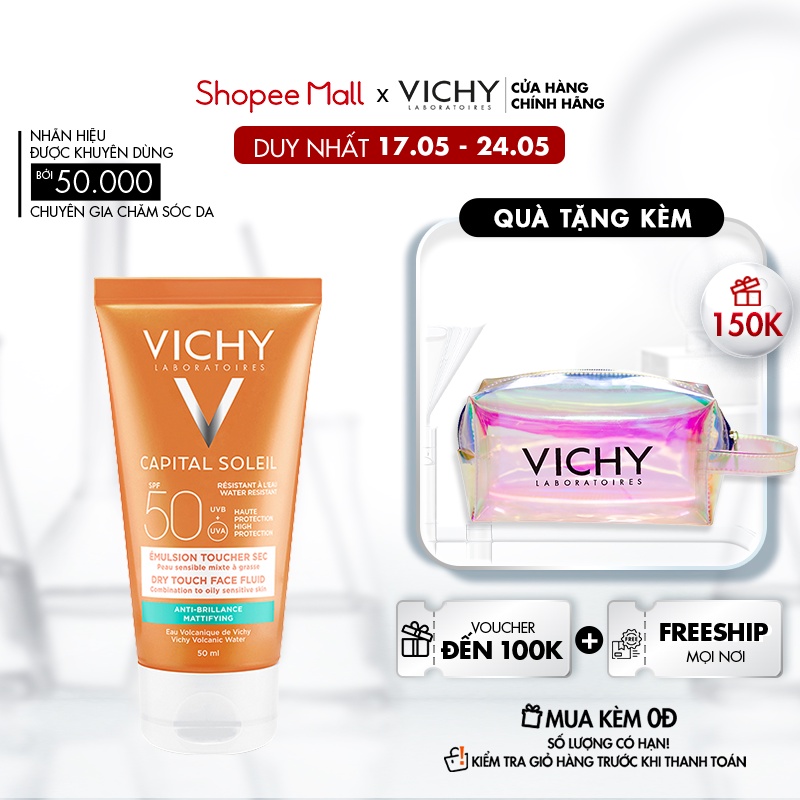 Shopee Mall x VICHY LABORATOIRES CỬA HÀNG CHÍNH HÃNG
DUY NHẤT 17.05 - 24.05
NHÃN HIỆU
ĐƯỢC KHUYÊN DÙNG
BỞI 50.000
CHUYÊN GIA CHĂM SÓC DA
QUÀ TẶNG KÈM
150K
VICHY
LABORATOIRES
VICHY
LABORATOIRES
CAPITAL SOLEIL
SPF 50
UVB + UVA
RÉSISTANT À L'EAU
WATER RESISTANT
HAUTE
PROTECTION
HIGH
PROTECTION
ÉMULSION TOUCHER SEC
Peau sensible mixte à grasse
DRY TOUCH FACE FLUID
Combination to oily sensitive skin
ANTI-BRILLANCE
MATTIFYING
Eau Volcanique de Vichy
Vichy Volcanic Water
50 ml
VOUCHER
ĐẾN 100K
+
FREESHIP
MỌI NƠI
MUA KÈM 0Đ
SỐ LƯỢNG CÓ HẠN!
KIỂM TRA GIỎ HÀNG TRƯỚC KHI THANH TOÁN